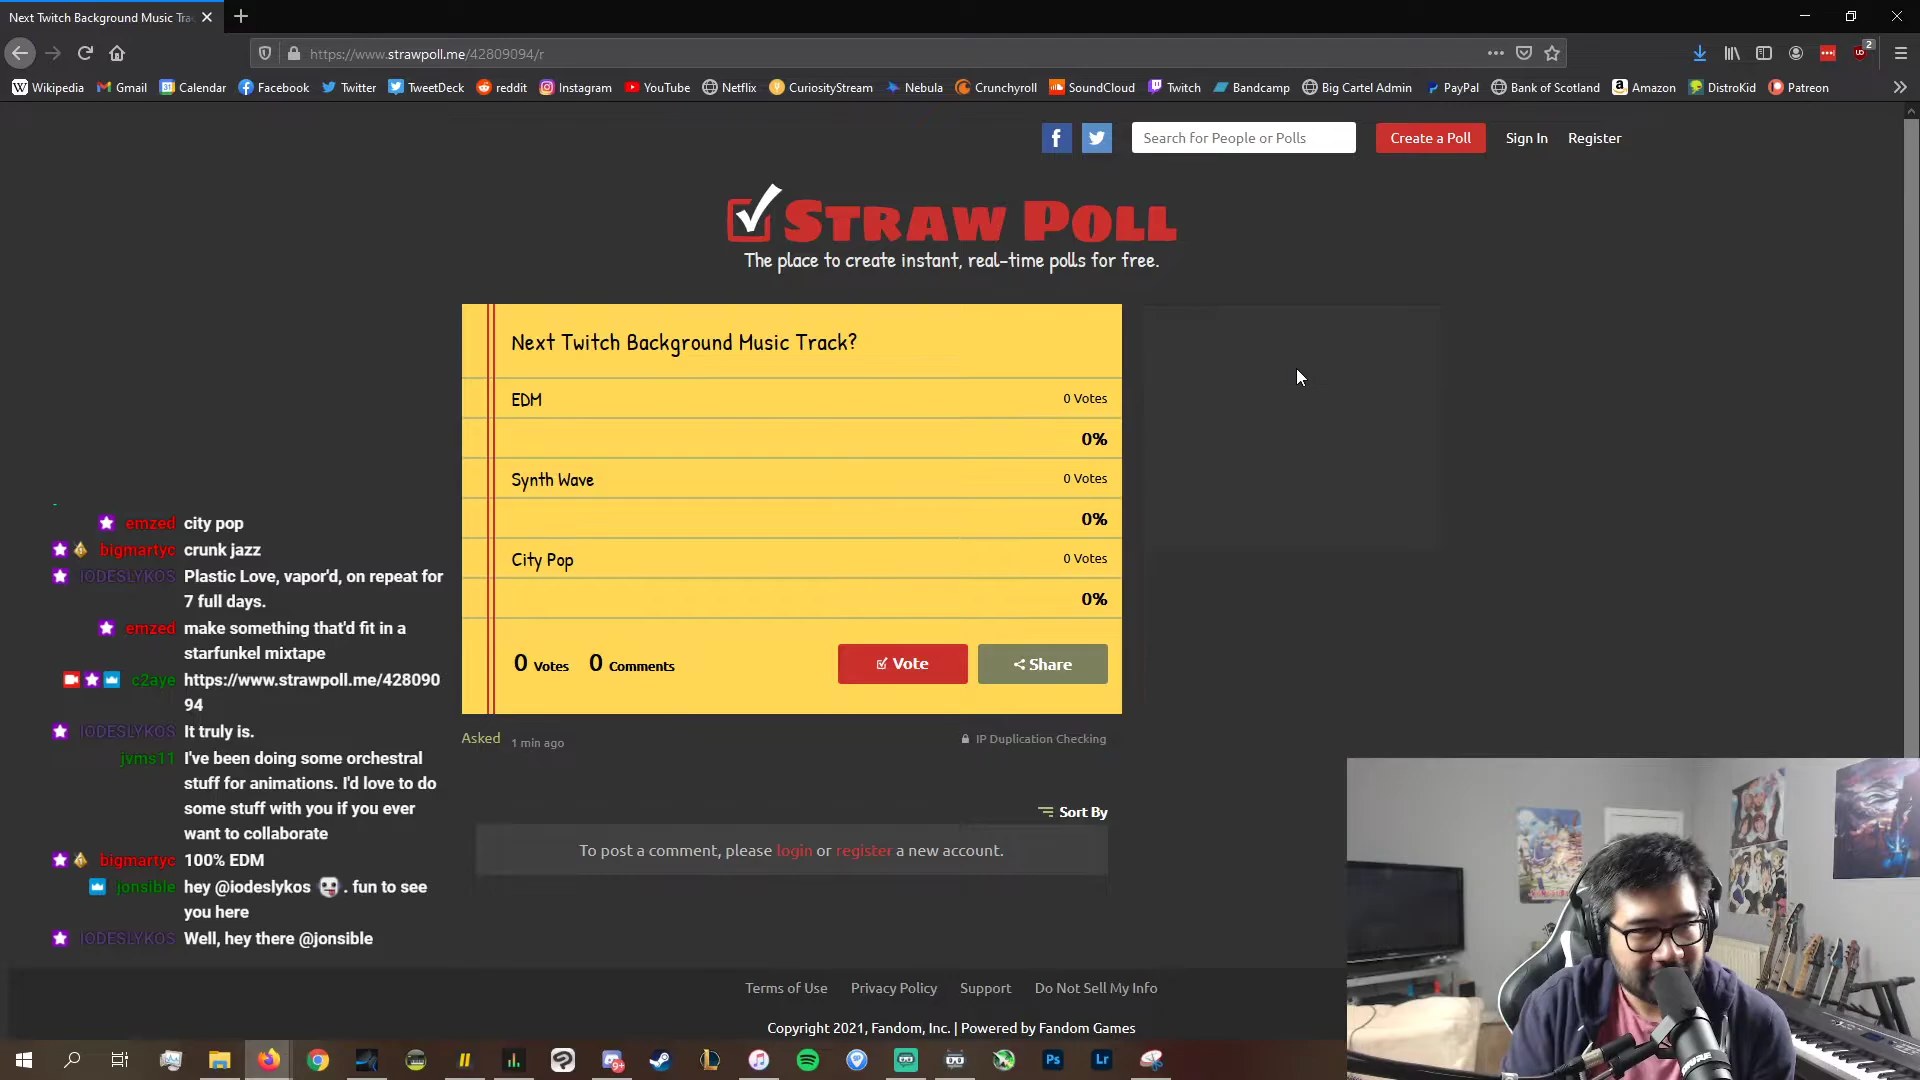 Next Twitch Background Music Tra
https://www.strawpoll.me/42809094/r
2
Wikipedia
Gmail
Calendar
Facebook
Twitter
TweetDeck
reddit
Instagram
YouTube
Netflix
CuriosityStream
Nebula
Crunchyroll
SoundCloud
Twitch
Bandcamp
Big Cartel Admin
PayPal
Bank of Scotland
Amazon
DistroKid
Patreon
Search for People or Polls
Create a Poll
Sign In
Register
STRAW POLL
The place to create instant, real-time polls for free.
Next Twitch Background Music Track?
EDM 0 Votes
0%
Synth Wave 0 Votes
0%
City Pop 0 Votes
0%
0 Votes 0 Comments
Vote
Share
Asked 1 min ago
IP Duplication Checking
Sort By
To post a comment, please login or register a new account.
Terms of Use
Privacy Policy
Support
Do Not Sell My Info
Copyright 2021, Fandom, Inc. | Powered by Fandom Games
emzed city pop
bigmartyc crunk jazz
IODESLYKOS Plastic Love, vapor'd, on repeat for
7 full days.
emzed make something that'd fit in a
starfunkel mixtape
c2aye https://www.strawpoll.me/428090
94
IODESLYKOS It truly is.
jvms11 I've been doing some orchestral
stuff for animations. I'd love to do
some stuff with you if you ever
want to collaborate
bigmartyc 100% EDM
jonsible hey @iodeslykos . fun to see
you here
IODESLYKOS Well, hey there @jonsible
9+
Ps
Lr